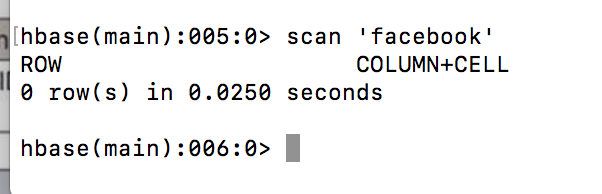 hbase(main):005:0> scan 'facebook'
ROW                    COLUMN+CELL
0 row(s) in 0.0250 seconds
hbase(main):006:0>